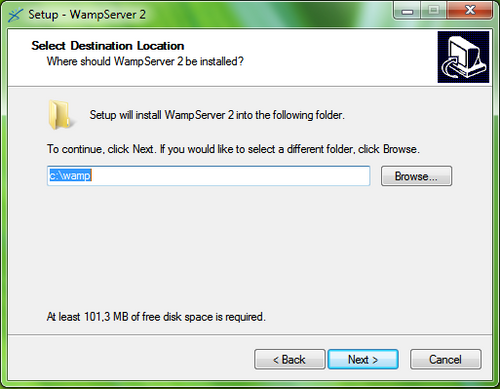 Setup - WampServer 2
Select Destination Location
Where should WampServer 2 be installed?
Setup will install WampServer 2 into the following folder.
To continue, click Next. If you would like to select a different folder, click Browse.
c:\wamp
Browse...
At least 101,3 MB of free disk space is required.
< Back
Next >
Cancel